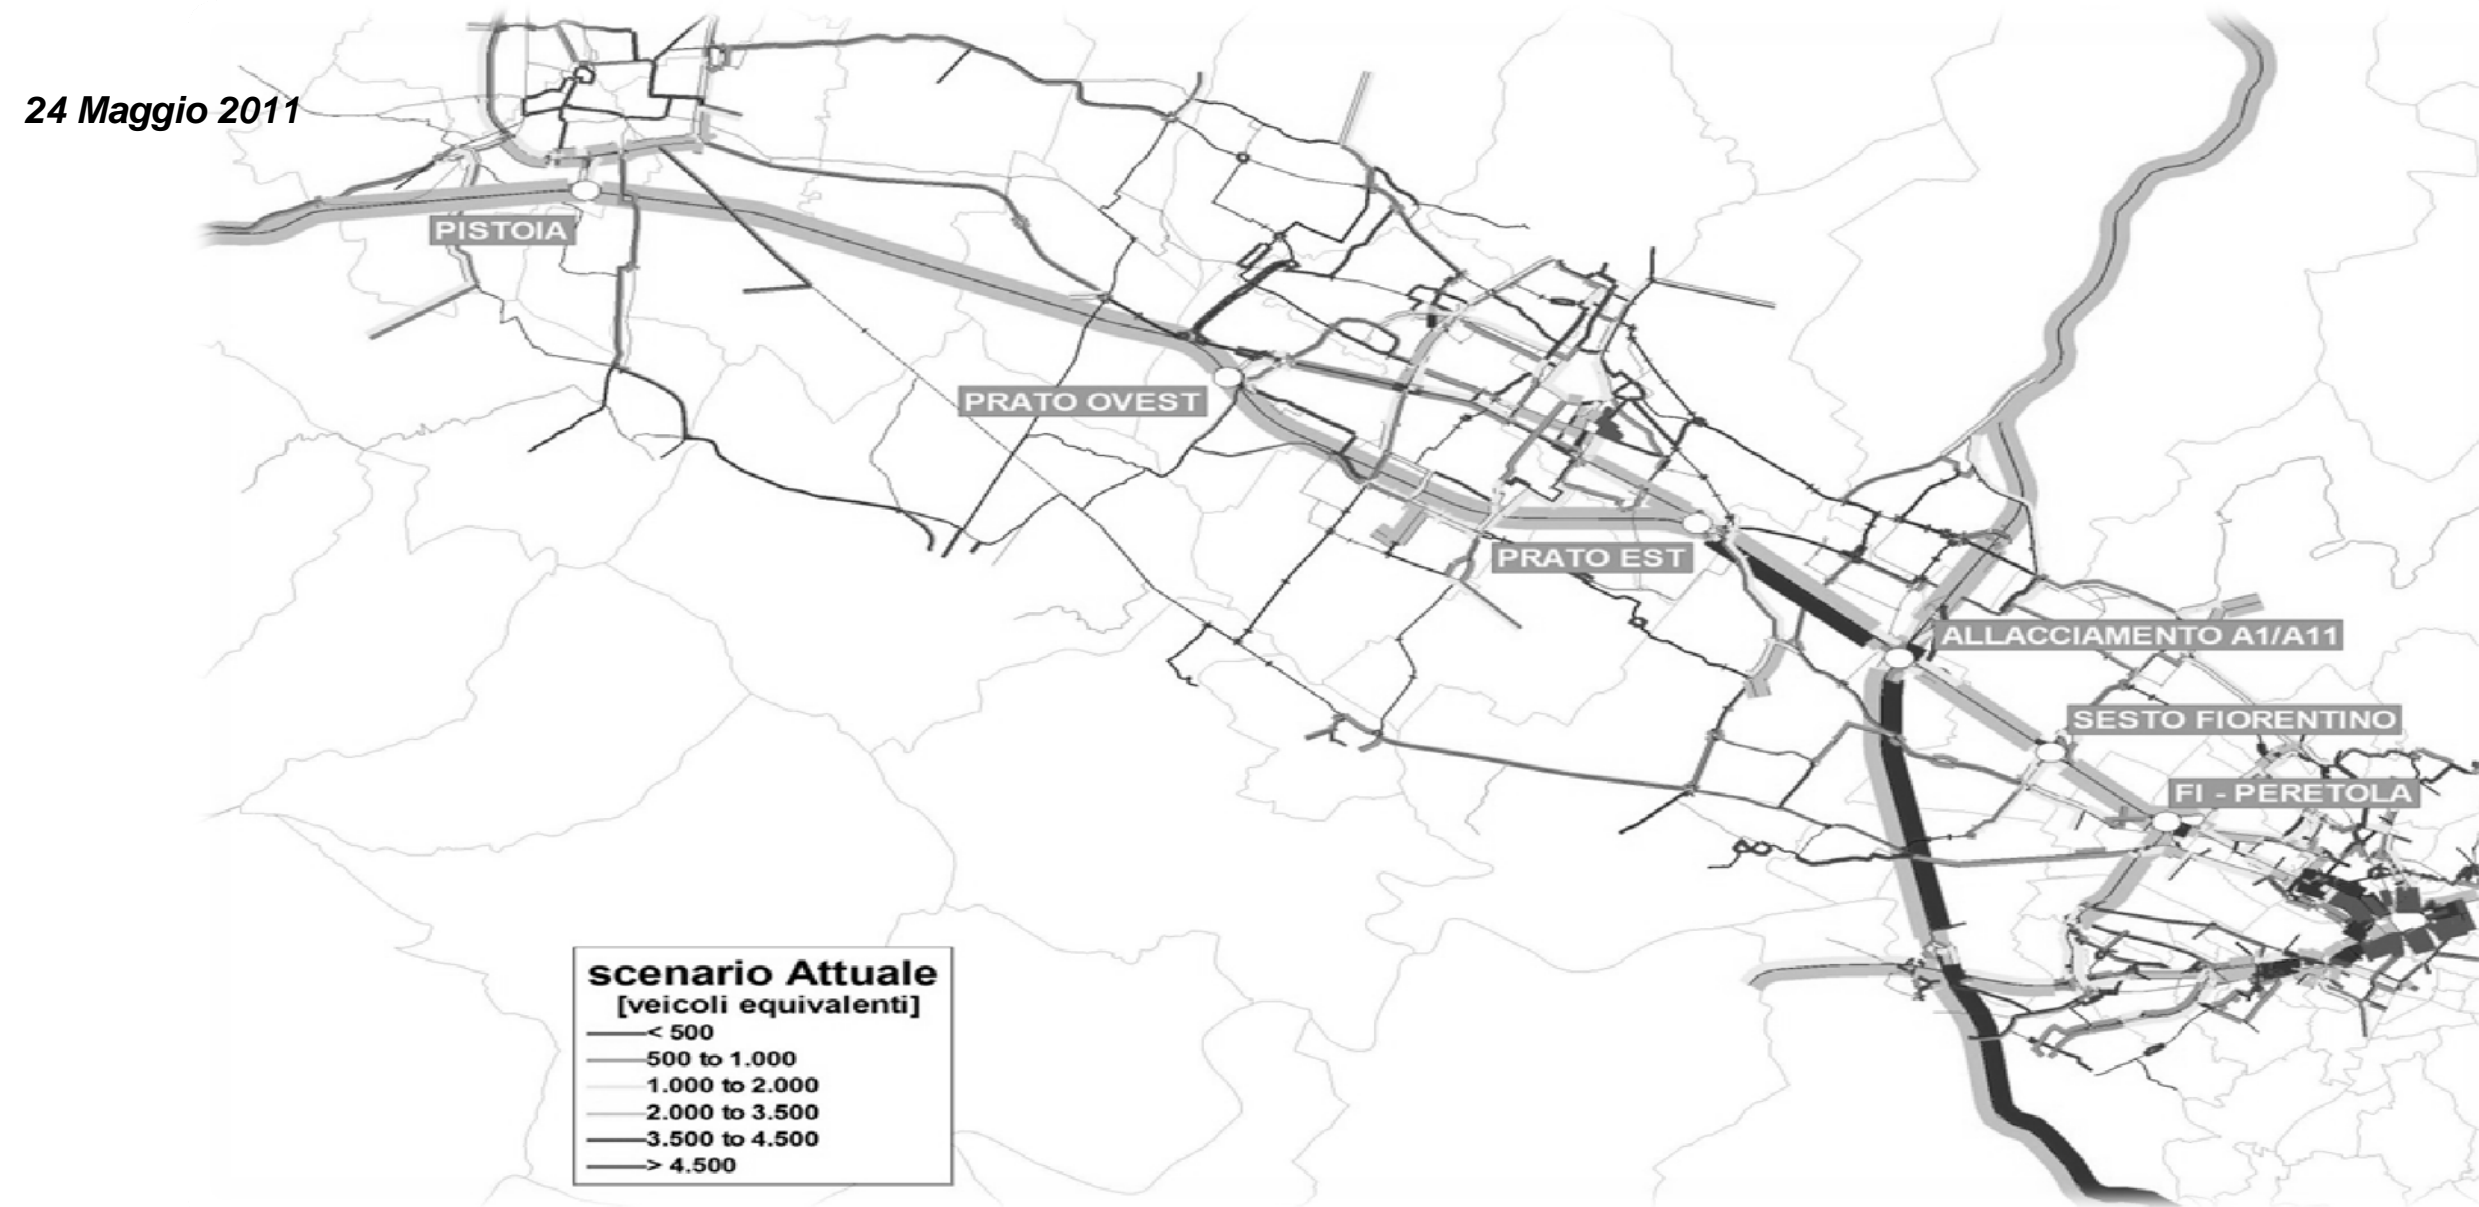 24 Maggio 2011
PISTOIA
PRATO OVEST
PRATO EST
ALLACCIAMENTO A1/A11
SESTO FIORENTINO
FI - PERETOLA
scenario Attuale
[veicoli equivalenti]
< 500
500 to 1.000
1.000 to 2.000
2.000 to 3.500
3.500 to 4.500
> 4.500